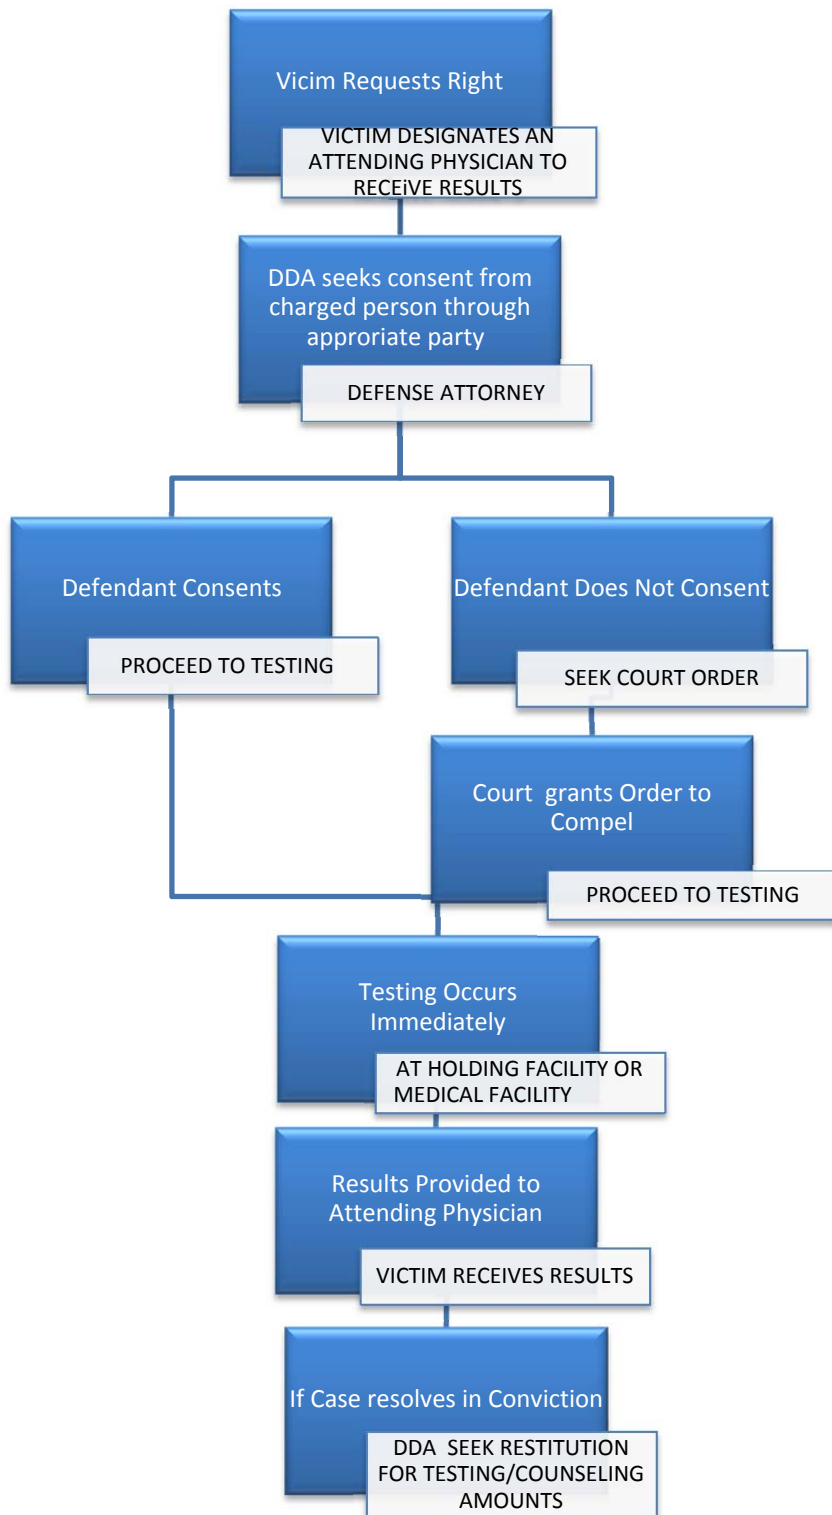 Vicim Requests Right
VICTIM DESIGNATES AN
ATTENDING PHYSICIAN TO
RECEiVE RESULTS
DDA seeks consent from
charged person through
approriate party
DEFENSE ATTORNEY
Defendant Consents
PROCEED TO TESTING
Defendant Does Not Consent
SEEK COURT ORDER
Court grants Order to
Compel
PROCEED TO TESTING
Testing Occurs
Immediately
AT HOLDING FACILITY OR
MEDICAL FACILITY
Results Provided to
Attending Physician
VICTIM RECEIVES RESULTS
If Case resolves in Conviction
DDA SEEK RESTITUTION
FOR TESTING/COUNSELING
AMOUNTS